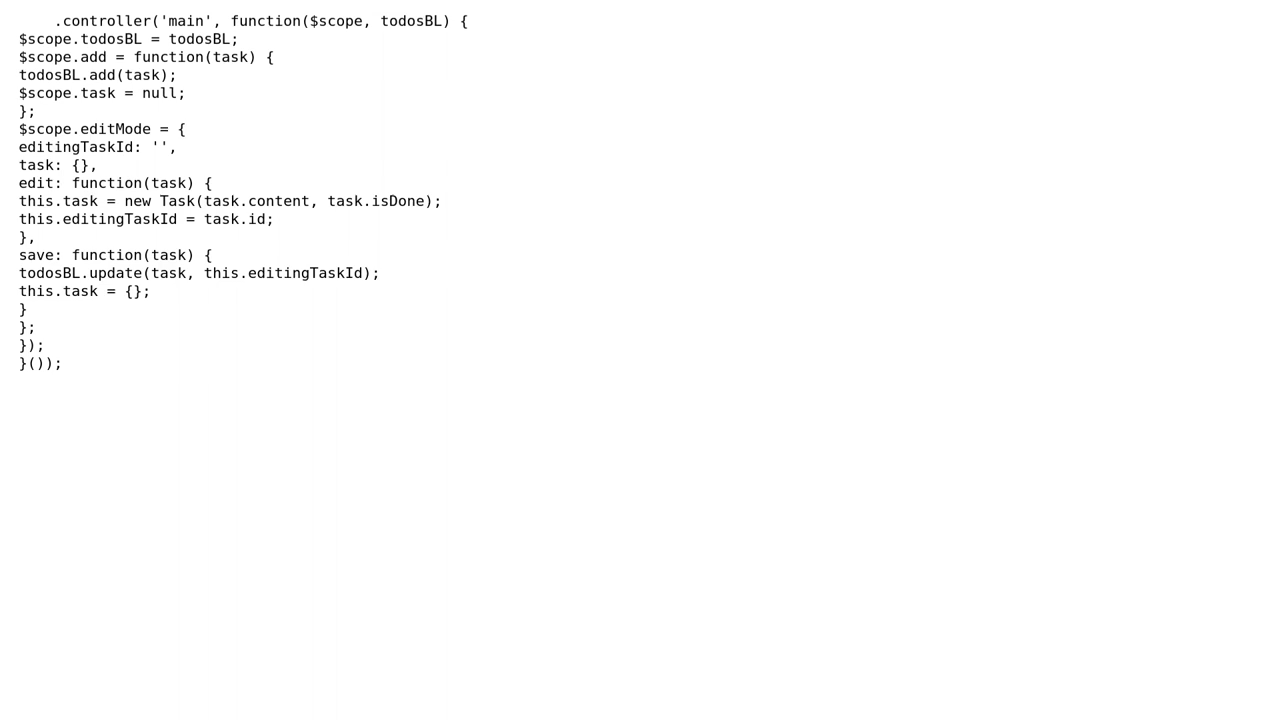 .controller('main', function($scope, todosBL) {
$scope.todosBL = todosBL;
$scope.add = function(task) {
todosBL.add(task);
$scope.task = null;
};
$scope.editMode = {
editingTaskId: '',
task: {},
edit: function(task) {
this.task = new Task(task.content, task.isDone);
this.editingTaskId = task.id;
},
save: function(task) {
todosBL.update(task, this.editingTaskId);
this.task = {};
}
};
});
}());